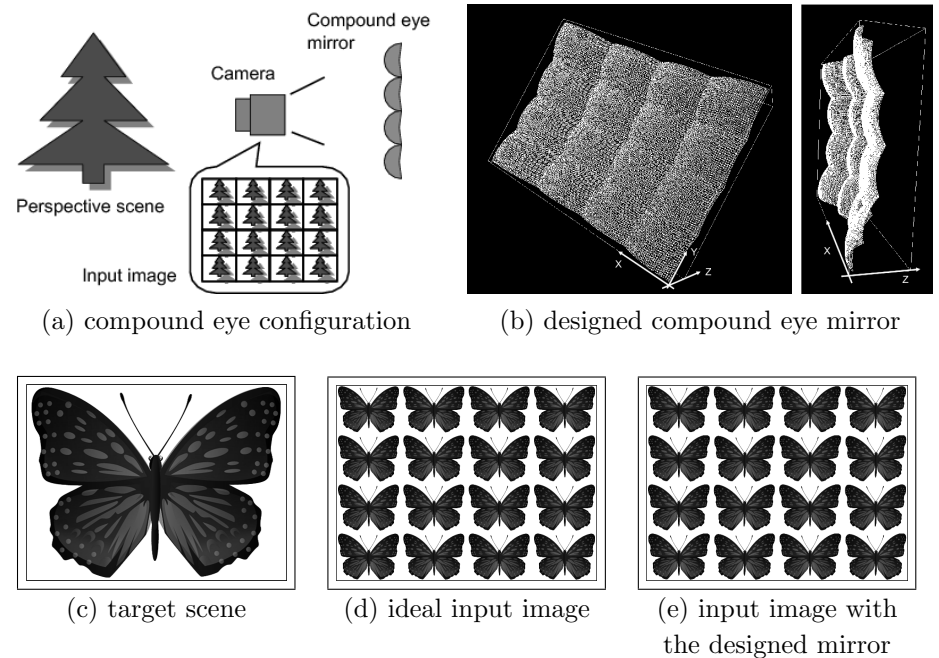 Compound eye
mirror
Camera
Perspective scene
Input image
(a) compound eye configuration
X
Y
Z
X
Z
(b) designed compound eye mirror
(c) target scene
(d) ideal input image
(e) input image with
the designed mirror